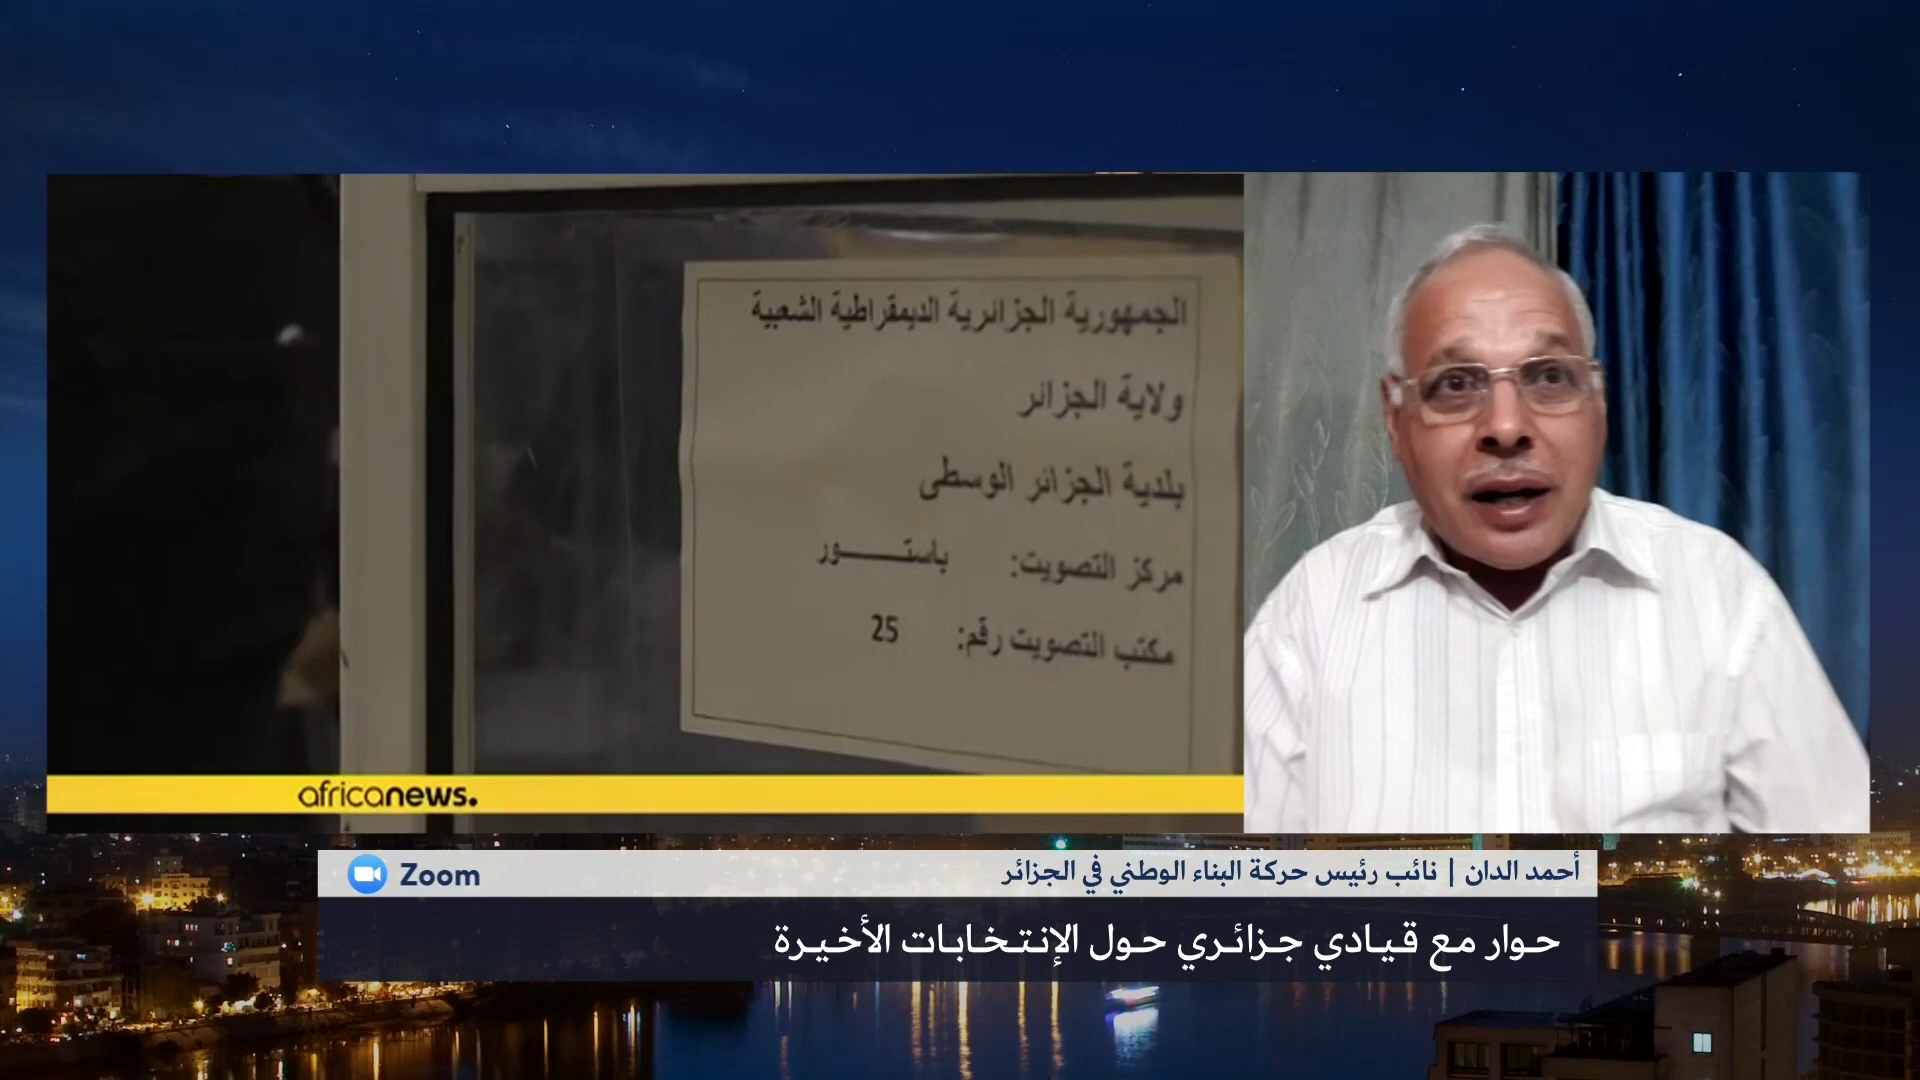 الجمهورية الجزائرية الديمقراطية الشعبية
ولاية الجزائر
بلدية الجزائر الوسطى
مركز التصويت: باستـــــــور
مكتب التصويت رقم: 25
africanews.
أحمد الدان | نائب رئيس حركة البناء الوطني في الجزائر
Zoom
حوار مع قيادي جزائري حول الإنتخابات الأخيرة